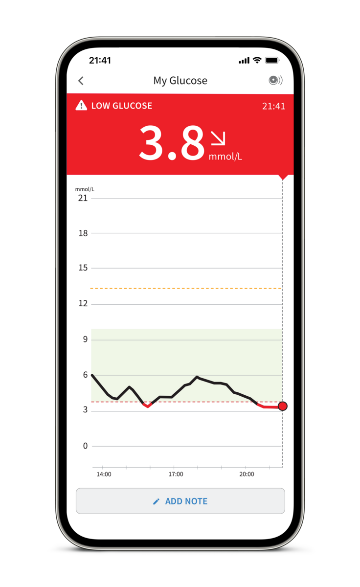 21:41
My Glucose
LOW GLUCOSE 21:41
3.8
mmol/L
mmol/L
21
18
15
12
9
6
3
0
14:00 17:00 20:00
ADD NOTE